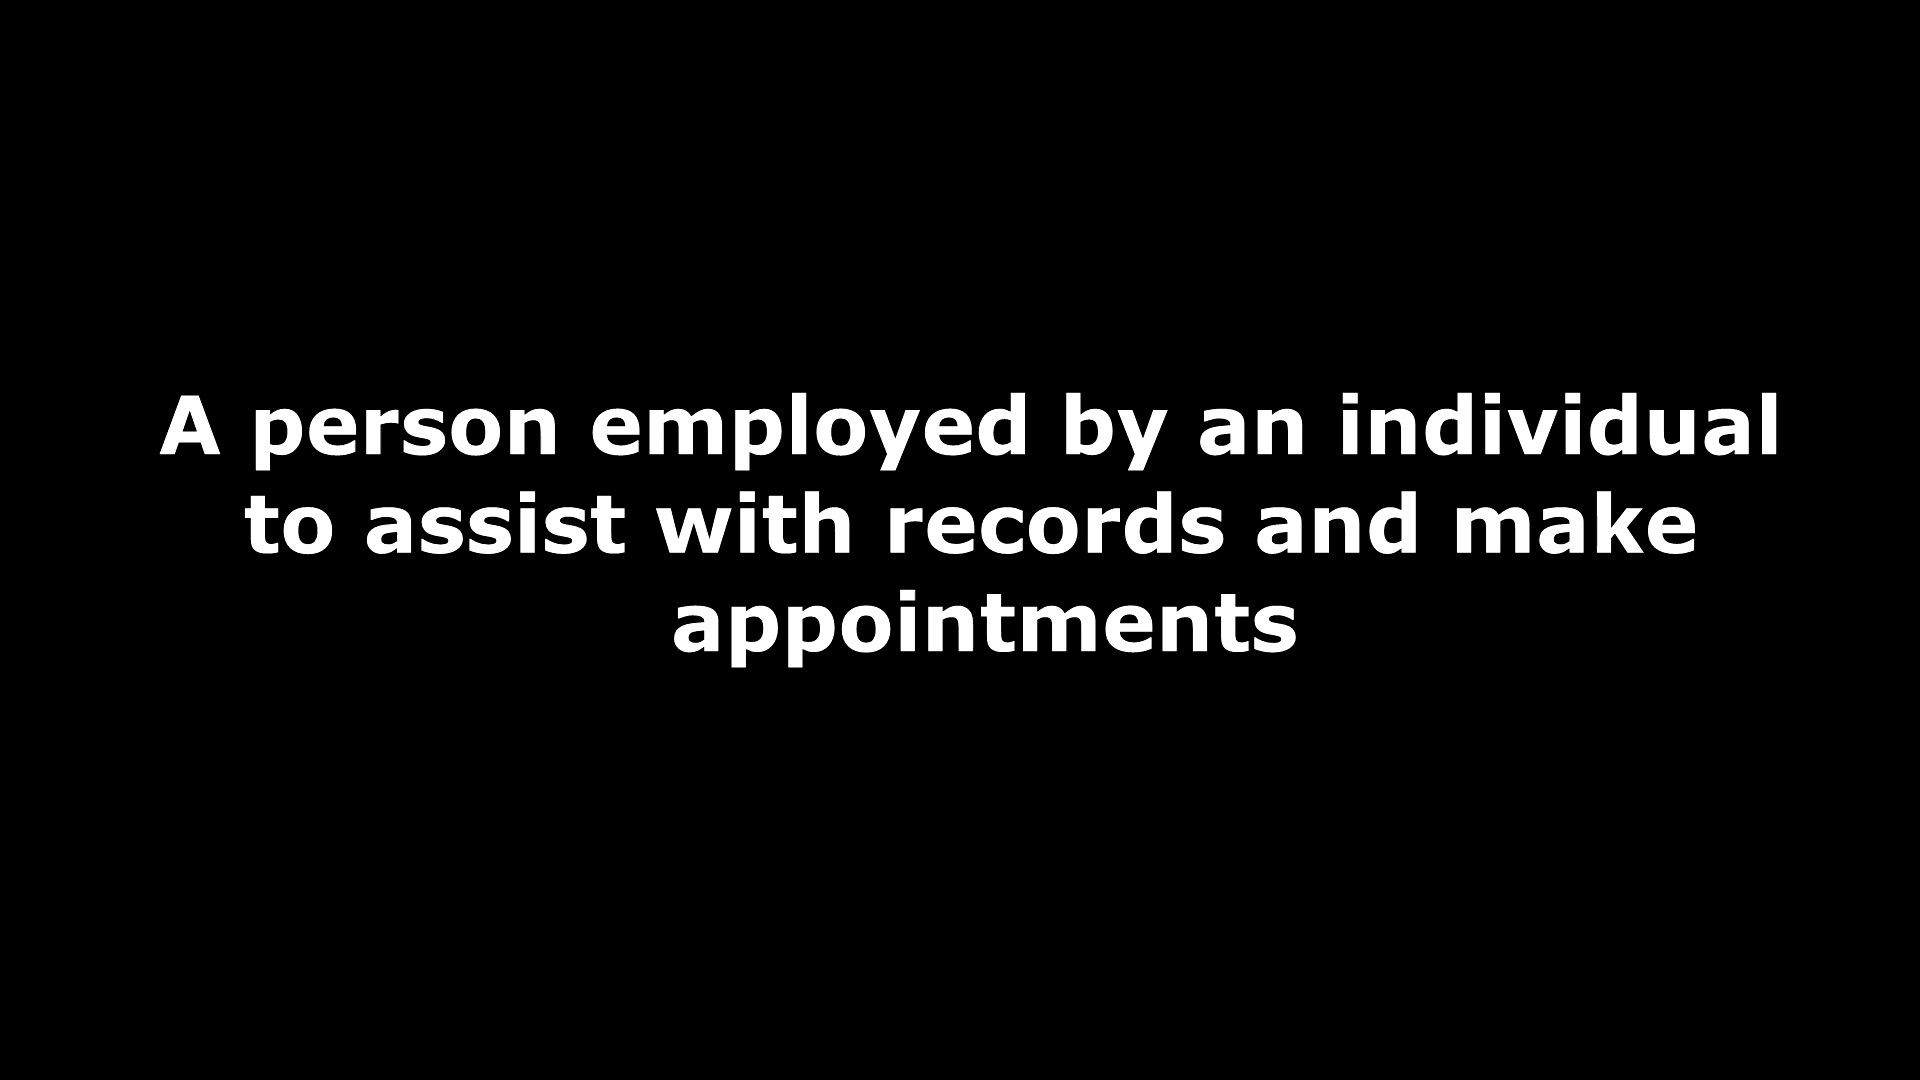 A person employed by an individual
to assist with records and make
appointments